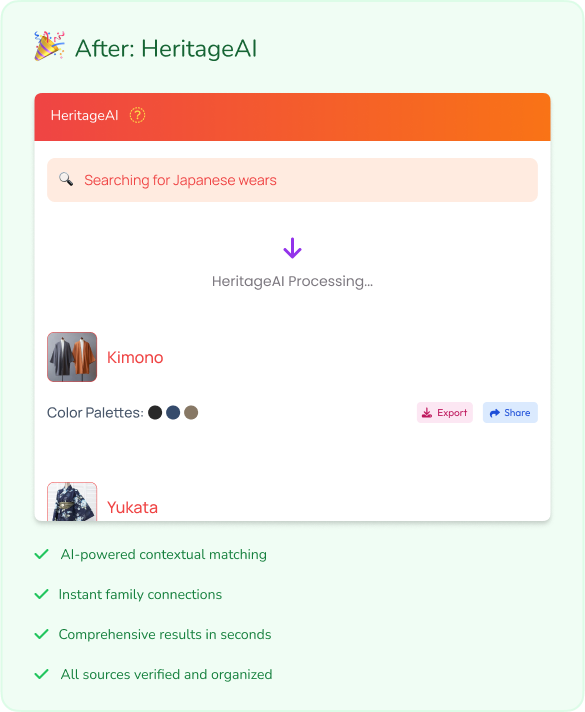 After: HeritageAI
HeritageAI ?
Searching for Japanese wears
HeritageAI Processing...
Kimono
Color Palettes:
Export
Share
Yukata
AI-powered contextual matching
Instant family connections
Comprehensive results in seconds
All sources verified and organized